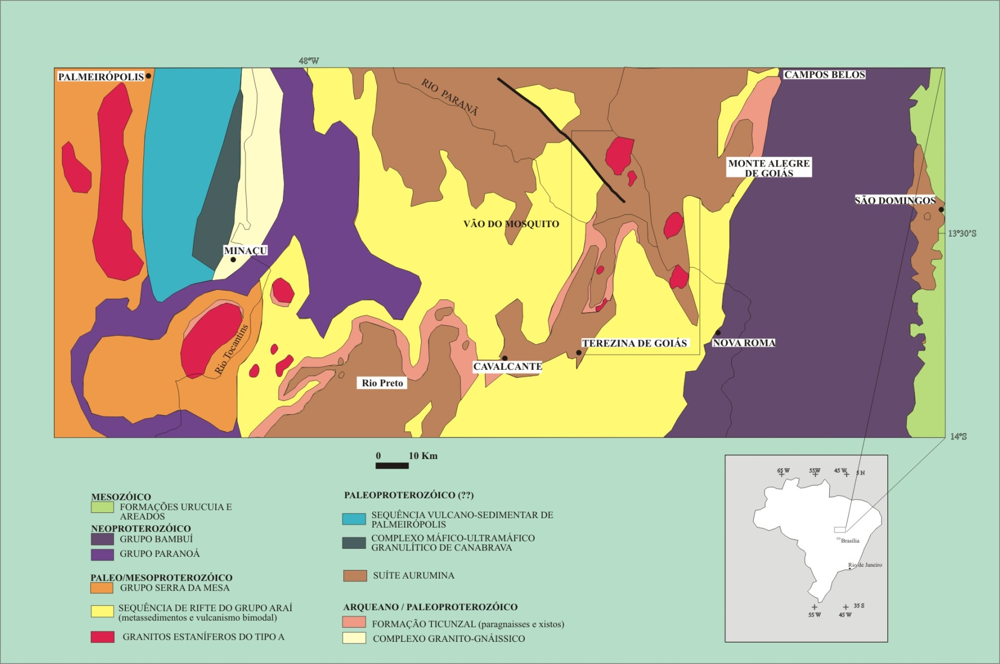 48°W
PALMEIRÓPOLIS
CAMPOS BELOS
RIO PARANÃ
MONTE ALEGRE
DE GOIÁS
SÃO DOMINGOS
VÃO DO MOSQUITO
13°30'S
MINAÇU
Rio Tocantins
TEREZINA DE GOIÁS
NOVA ROMA
CAVALCANTE
Rio Preto
14°S
0 10 Km
MESOZÓICO
FORMAÇÕES URUCUIA E
AREADOS
NEOPROTEROZÓICO
GRUPO BAMBUÍ
GRUPO PARANOÁ
PALEO/MESOPROTEROZÓICO
GRUPO SERRA DA MESA
SEQUÊNCIA DE RIFTE DO GRUPO ARAÍ
(metassedimentos e vulcanismo bimodal)
GRANITOS ESTANÍFEROS DO TIPO A
PALEOPROTEROZÓICO (??)
SEQUÊNCIA VULCANO-SEDIMENTAR DE
PALMEIRÓPOLIS
COMPLEXO MÁFICO-ULTRAMÁFICO
GRANULÍTICO DE CANABRAVA
SUÍTE AURUMINA
ARQUEANO / PALEOPROTEROZÓICO
FORMAÇÃO TICUNZAL (paragnaisses e xistos)
COMPLEXO GRANITO-GNÁISSICO
65 W 55W 45 W 5 N
Brasília
Rio de Janeiro
35 S
55 W 45 W